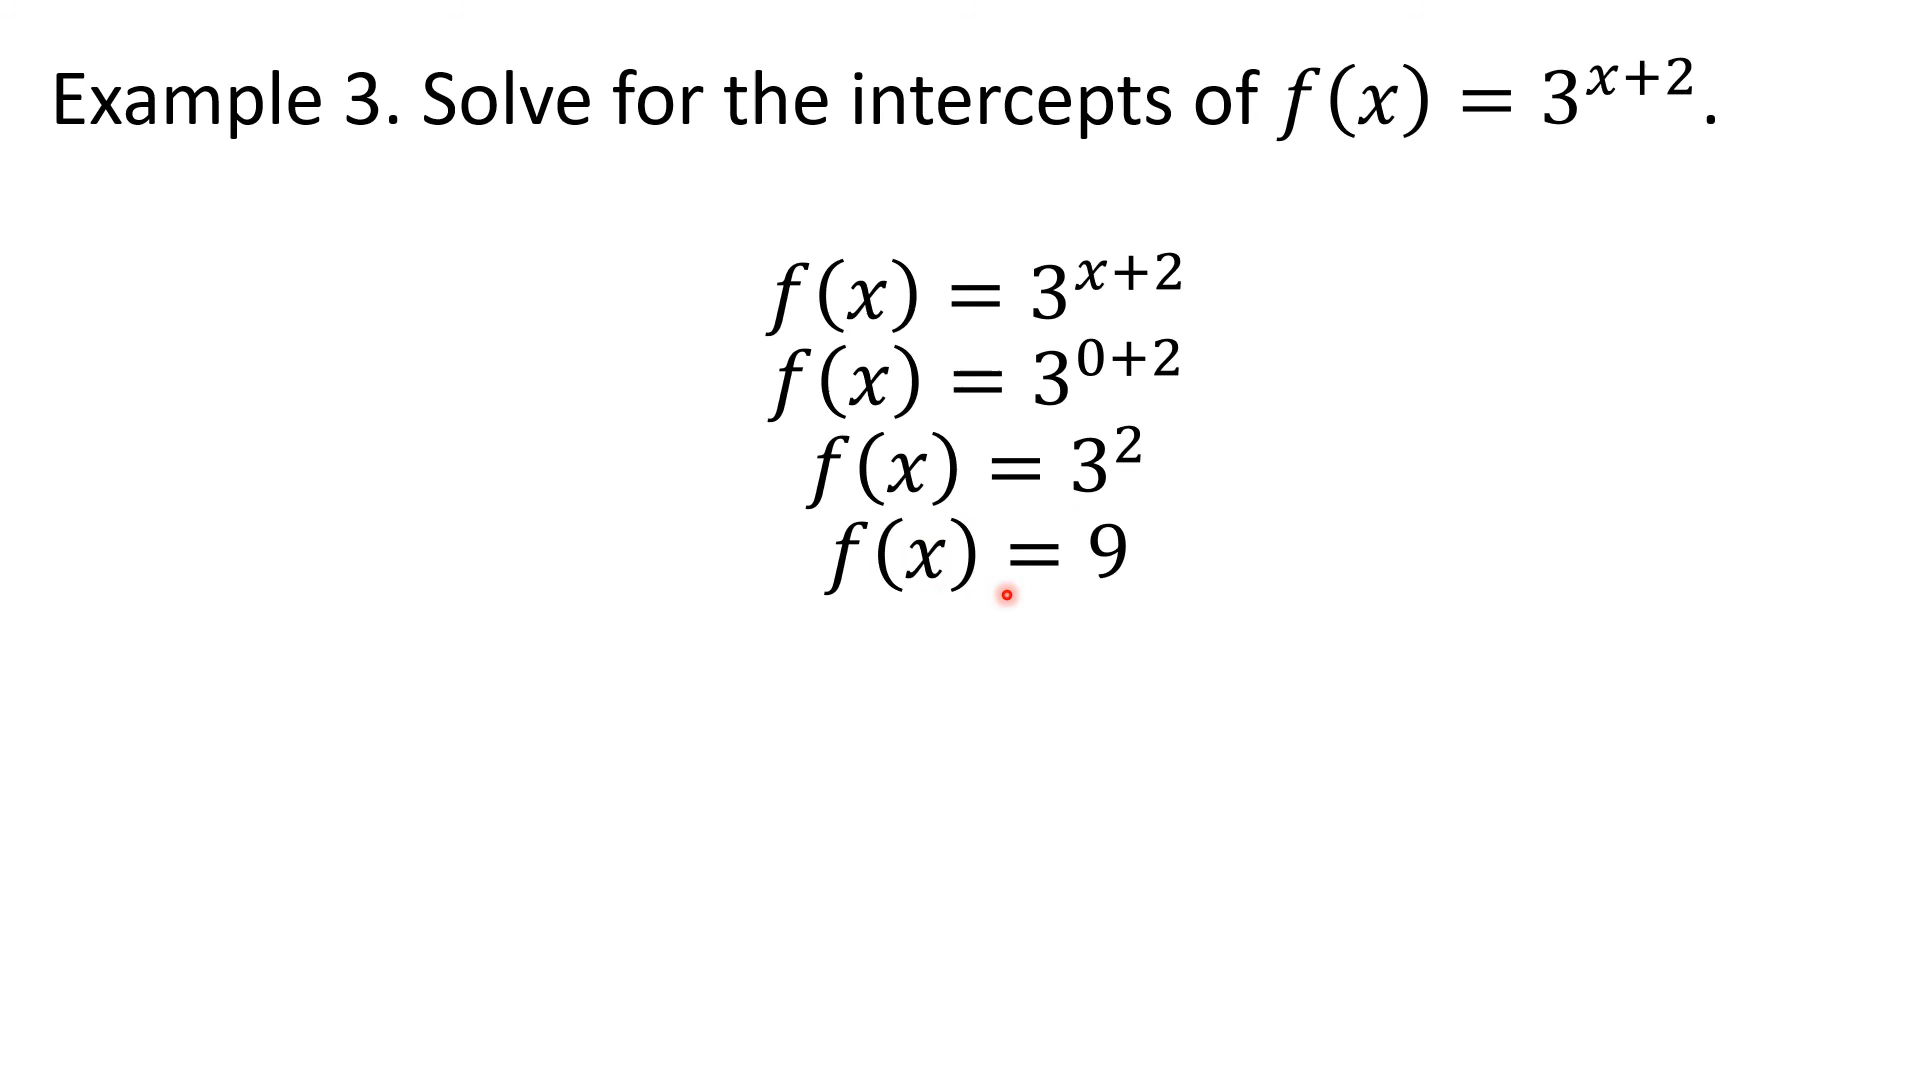 Example 3. Solve for the intercepts of 𝑓(𝑥) = 3^{𝑥+2}.
𝑓(𝑥) = 3^{𝑥+2}
𝑓(𝑥) = 3^{0+2}
𝑓(𝑥) = 3^{2}
𝑓(𝑥) = 9